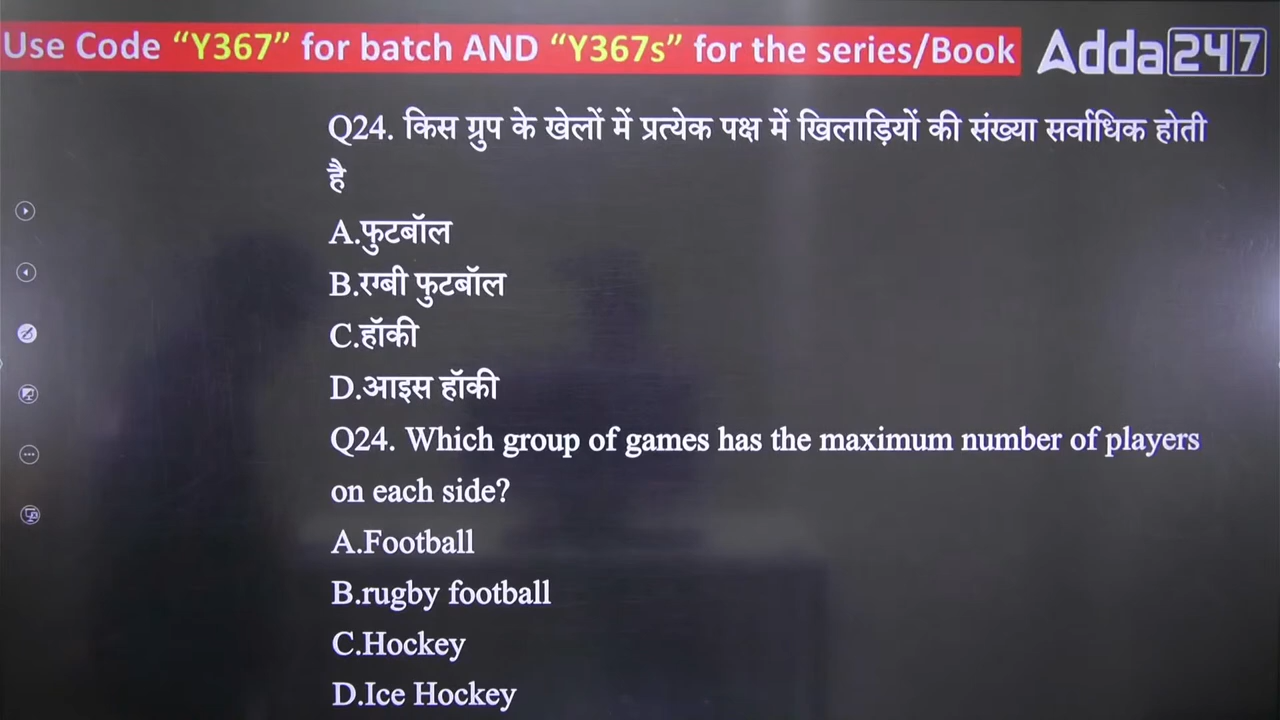 Use Code “Y367” for batch AND “Y367s” for the series/Book
Adda247
Q24. किस ग्रुप के खेलों में प्रत्येक पक्ष में खिलाड़ियों की संख्या सर्वाधिक होती
है
A.फुटबॉल
B.रग्बी फुटबॉल
C.हॉकी
D.आइस हॉकी
Q24. Which group of games has the maximum number of players
on each side?
A.Football
B.rugby football
C.Hockey
D.Ice Hockey